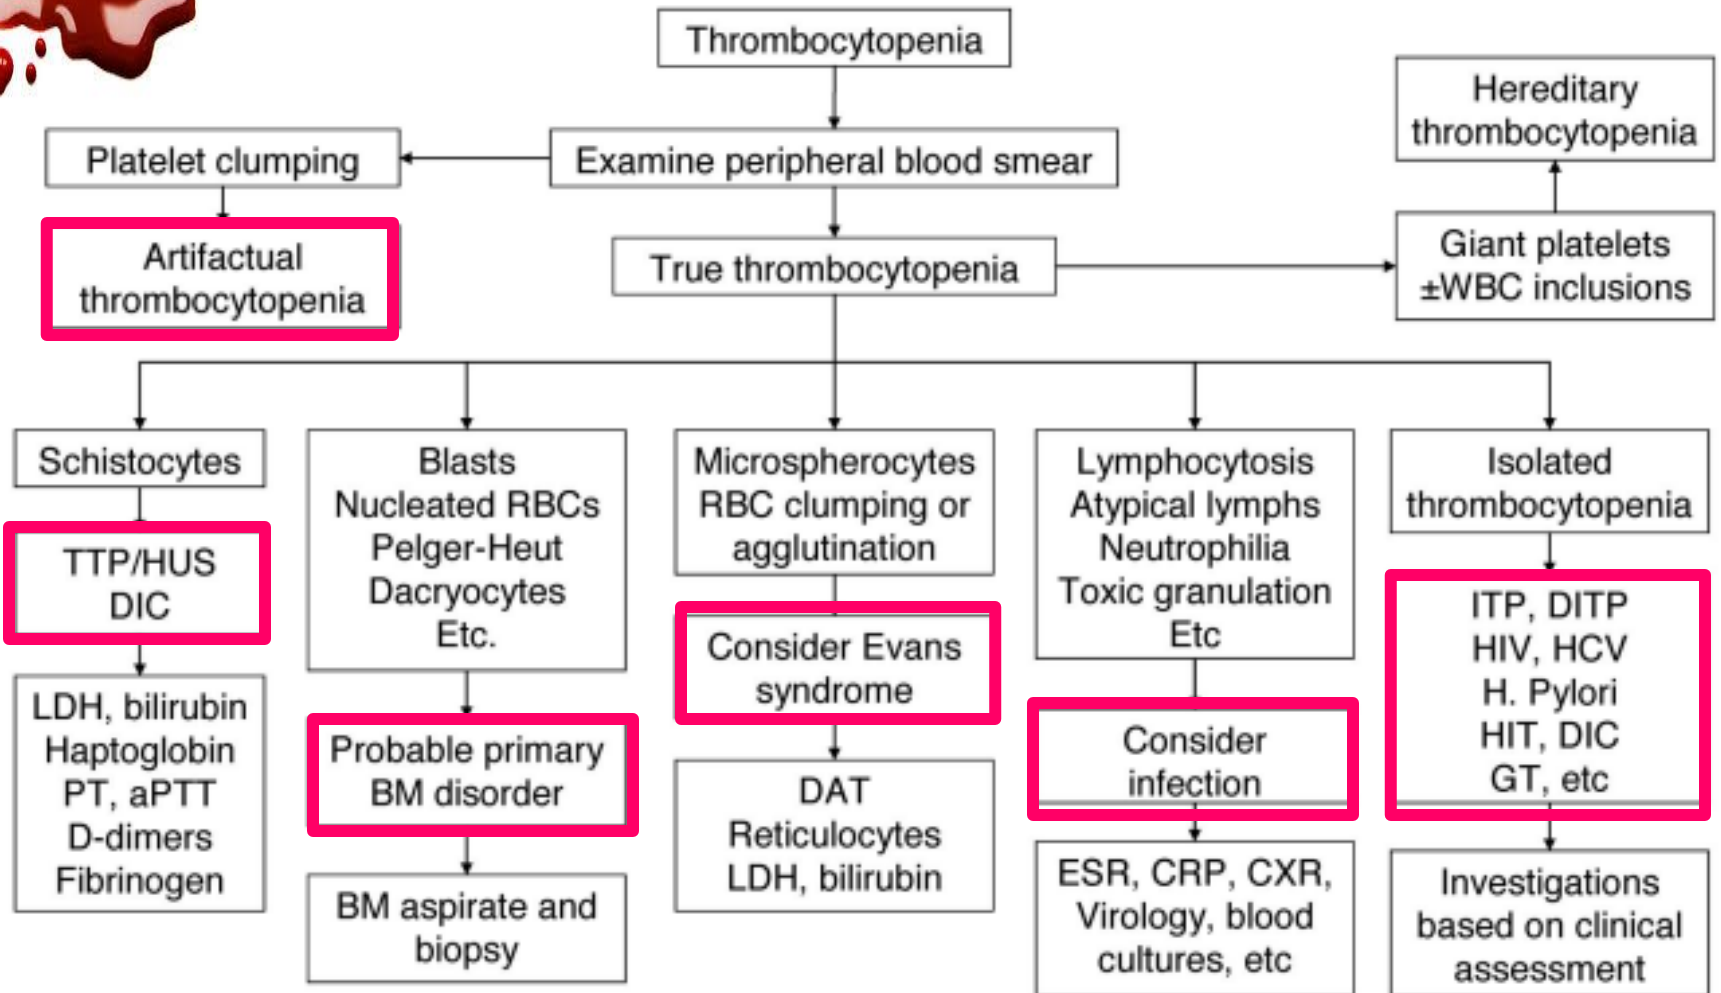 Thrombocytopenia
Hereditary
thrombocytopenia
Platelet clumping
Examine peripheral blood smear
Artifactual
thrombocytopenia
True thrombocytopenia
Giant platelets
±WBC inclusions
Schistocytes
TTP/HUS
DIC
LDH, bilirubin
Haptoglobin
PT, aPTT
D-dimers
Fibrinogen
Blasts
Nucleated RBCs
Pelger-Heut
Dacryocytes
Etc.
Probable primary
BM disorder
BM aspirate and
biopsy
Microspherocytes
RBC clumping or
agglutination
Consider Evans
syndrome
DAT
Reticulocytes
LDH, bilirubin
Lymphocytosis
Atypical lymphs
Neutrophilia
Toxic granulation
Etc
Consider
infection
ESR, CRP, CXR,
Virology, blood
cultures, etc
Isolated
thrombocytopenia
ITP, DITP
HIV, HCV
H. Pylori
HIT, DIC
GT, etc
Investigations
based on clinical
assessment